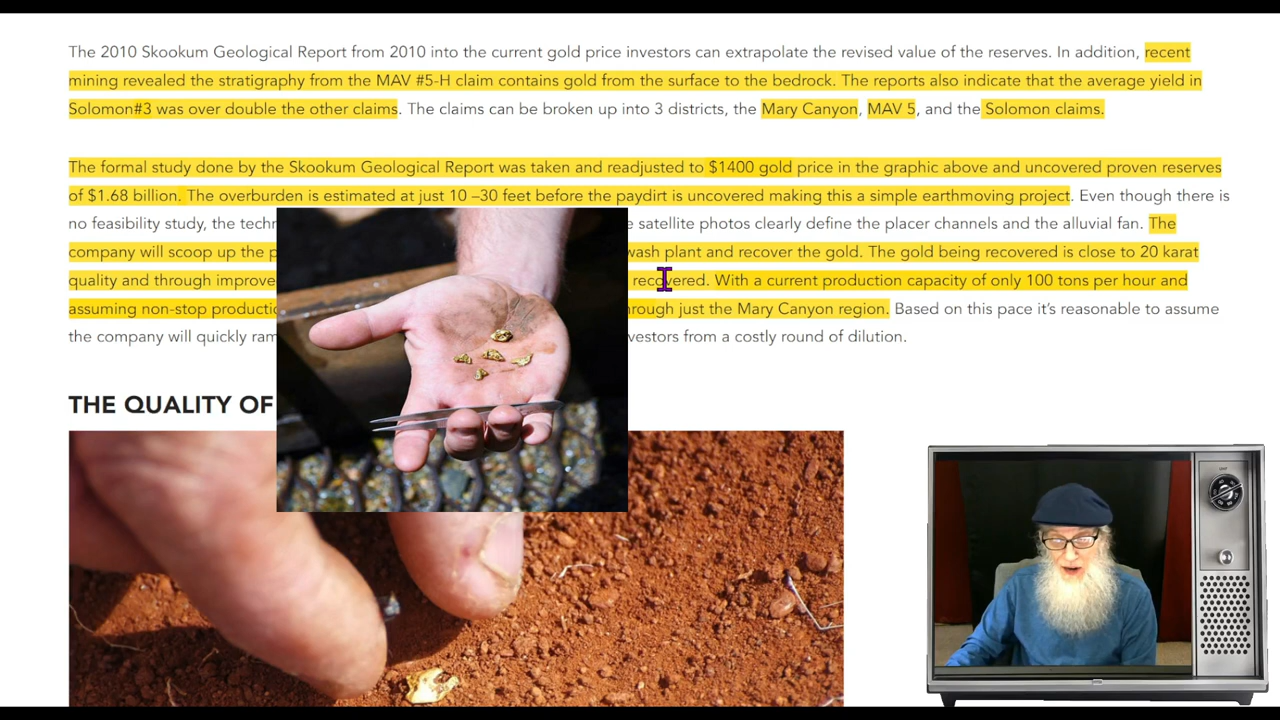 The 2010 Skookum Geological Report from 2010 into the current gold price investors can extrapolate the revised value of the reserves. In addition, recent
mining revealed the stratigraphy from the MAV #5-H claim contains gold from the surface to the bedrock. The reports also indicate that the average yield in
Solomon#3 was over double the other claims. The claims can be broken up into 3 districts, the Mary Canyon, MAV 5, and the Solomon claims.
The formal study done by the Skookum Geological Report was taken and readjusted to $1400 gold price in the graphic above and uncovered proven reserves
of $1.68 billion. The overburden is estimated at just 10 –30 feet before the paydirt is uncovered making this a simple earthmoving project. Even though there is
no feasibility study, the techn satellite photos clearly define the placer channels and the alluvial fan. The
company will scoop up the p wash plant and recover the gold. The gold being recovered is close to 20 karat
quality and through improve recovered. With a current production capacity of only 100 tons per hour and
assuming non-stop productio through just the Mary Canyon region. Based on this pace it's reasonable to assume
the company will quickly ram vestors from a costly round of dilution.
THE QUALITY OF